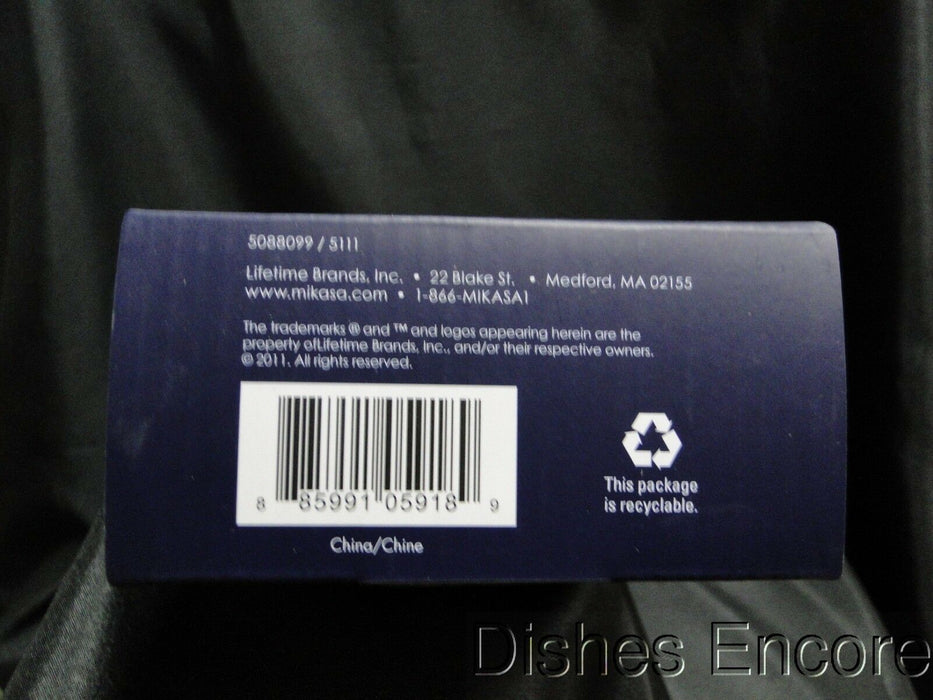 5088099 / 5111
Lifetime Brands, Inc. • 22 Blake St. • Medford, MA 02155
www.mikasa.com • 1-866-MIKASA1
The trademarks ® and ™ and logos appearing herein are the
property ofLifetime Brands, Inc., and/or their respective owners.
© 2011. All rights reserved.
8 85991 05918 9
China/Chine
This package
is recyclable.
Dishes Encore